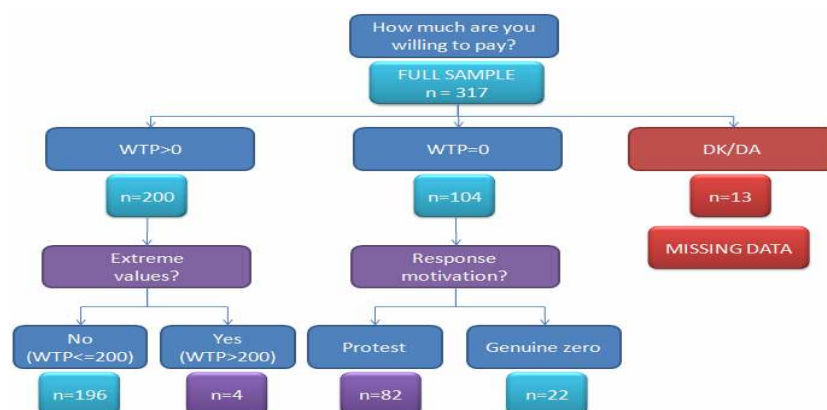 How much are you
willing to pay?
FULL SAMPLE
n = 317
WTP>0
WTP=0
DK/DA
n=200
n=104
n=13
MISSING DATA
Extreme
values?
Response
motivation?
No
(WTP<=200)
Yes
(WTP>200)
Protest
Genuine zero
n=196
n=4
n=82
n=22